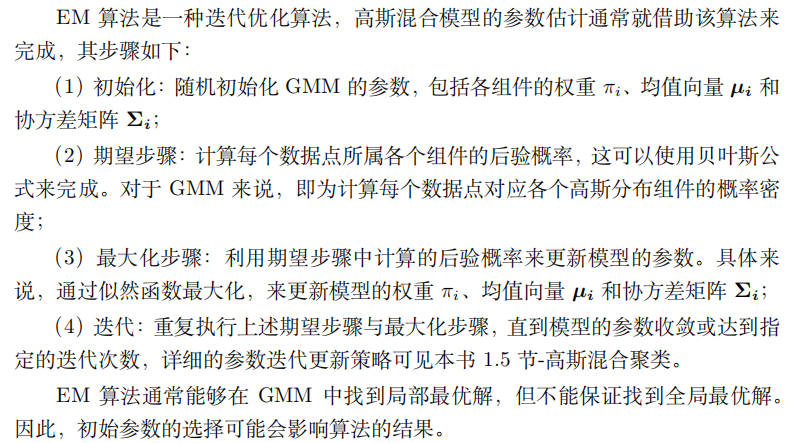 EM 算法是一种迭代优化算法，高斯混合模型的参数估计通常就借助该算法来
完成，其步骤如下：
（1）初始化：随机初始化 GMM 的参数，包括各组件的权重 πi、均值向量 μi 和
协方差矩阵 Σi；
（2）期望步骤：计算每个数据点所属各个组件的后验概率，这可以使用贝叶斯公
式来完成。对于 GMM 来说，即为计算每个数据点对应各个高斯分布组件的概率密
度；
（3）最大化步骤：利用期望步骤中计算的后验概率来更新模型的参数。具体来
说，通过似然函数最大化，来更新模型的权重 πi、均值向量 μi 和协方差矩阵 Σi；
（4）迭代：重复执行上述期望步骤与最大化步骤，直到模型的参数收敛或达到指
定的迭代次数，详细的参数迭代更新策略可见本书 1.5 节-高斯混合聚类。
EM 算法通常能够在 GMM 中找到局部最优解，但不能保证找到全局最优解。
因此，初始参数的选择可能会影响算法的结果。